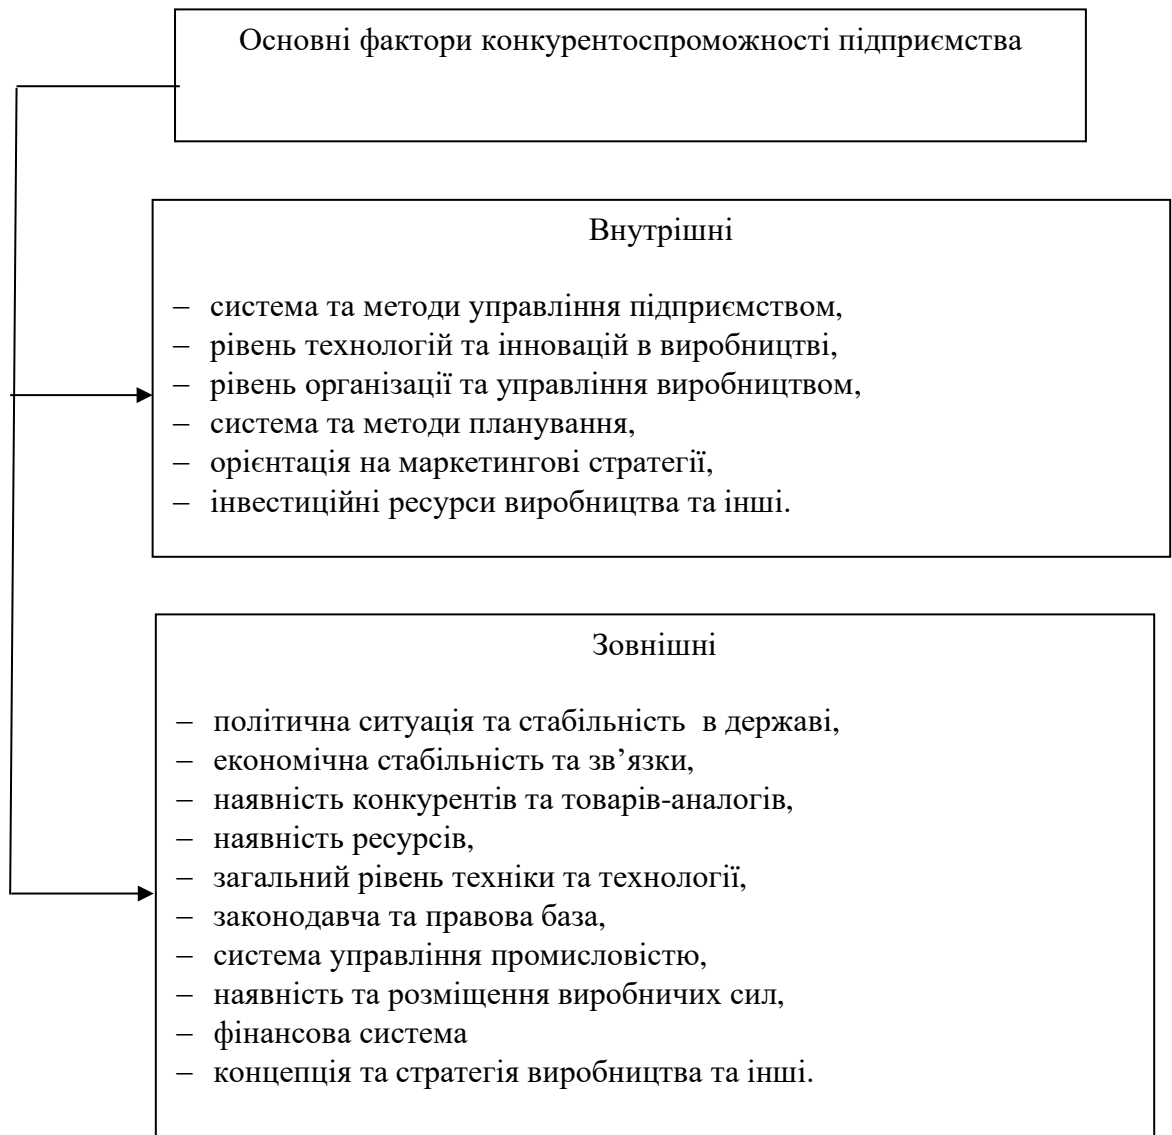 Основні фактори конкурентоспроможності підприємства
Внутрішні
– система та методи управління підприємством,
– рівень технологій та інновацій в виробництві,
– рівень організації та управління виробництвом,
– система та методи планування,
– орієнтація на маркетингові стратегії,
– інвестиційні ресурси виробництва та інші.
Зовнішні
– політична ситуація та стабільність  в державі,
– економічна стабільність та зв’язки,
– наявність конкурентів та товарів-аналогів,
– наявність ресурсів,
– загальний рівень техніки та технології,
– законодавча та правова база,
– система управління промисловістю,
– наявність та розміщення виробничих сил,
– фінансова система
– концепція та стратегія виробництва та інші.